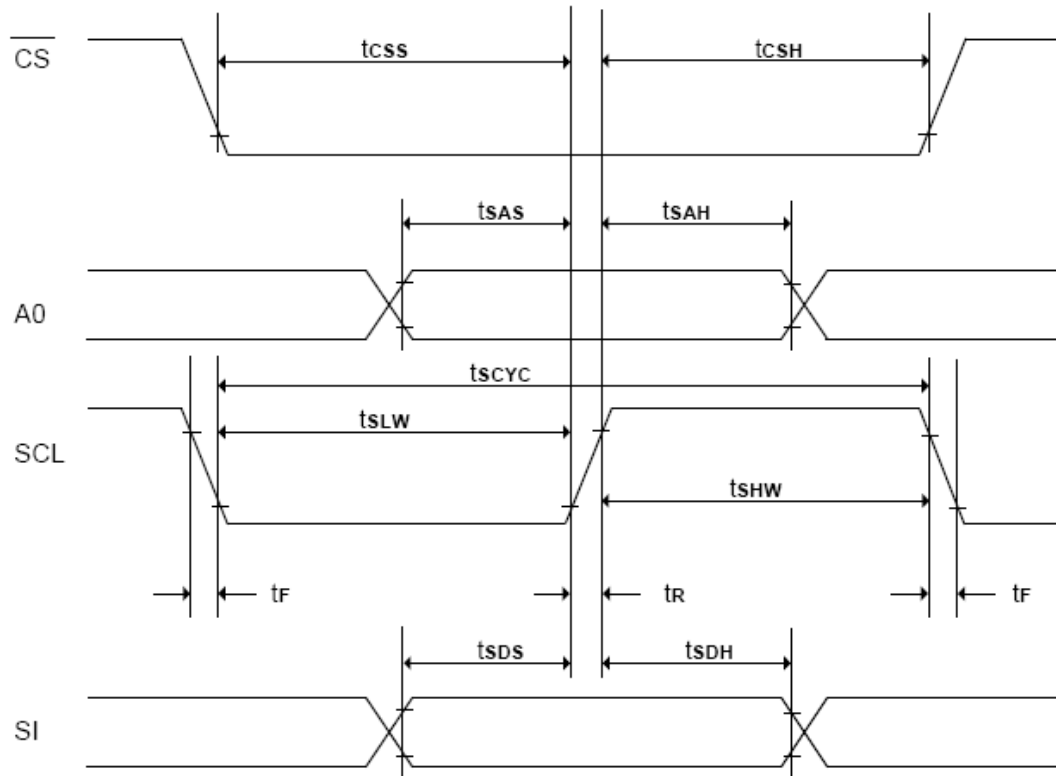 CS
tCSS
tCSH
tSAS
tSAH
A0
tSCYC
tSLW
SCL
tSHW
tF
tR
tF
tSDS
tSDH
SI